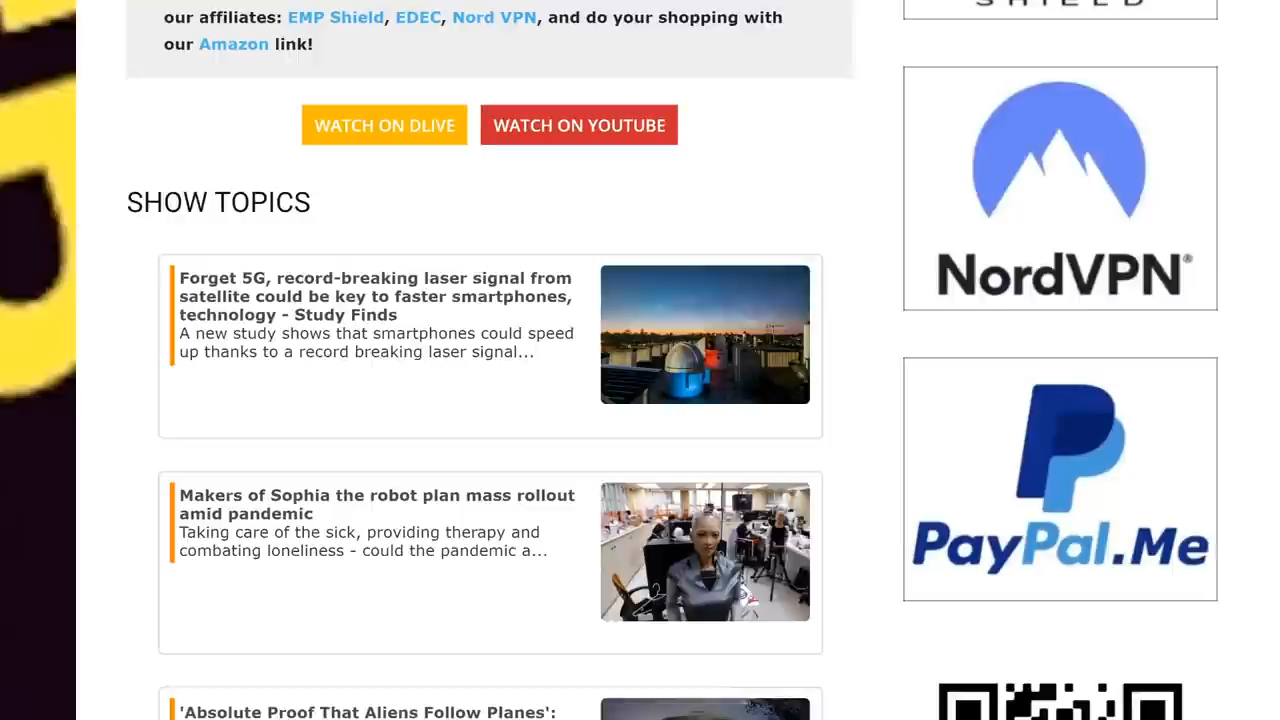 our affiliates: EMP Shield, EDEC, Nord VPN, and do your shopping with
our Amazon link!
WATCH ON DLIVE
WATCH ON YOUTUBE
SHOW TOPICS
Forget 5G, record-breaking laser signal from
satellite could be key to faster smartphones,
technology - Study Finds
A new study shows that smartphones could speed
up thanks to a record breaking laser signal...
Makers of Sophia the robot plan mass rollout
amid pandemic
Taking care of the sick, providing therapy and
combating loneliness - could the pandemic a...
'Absolute Proof That Aliens Follow Planes':
SHIELD
NordVPN®
PayPal.Me